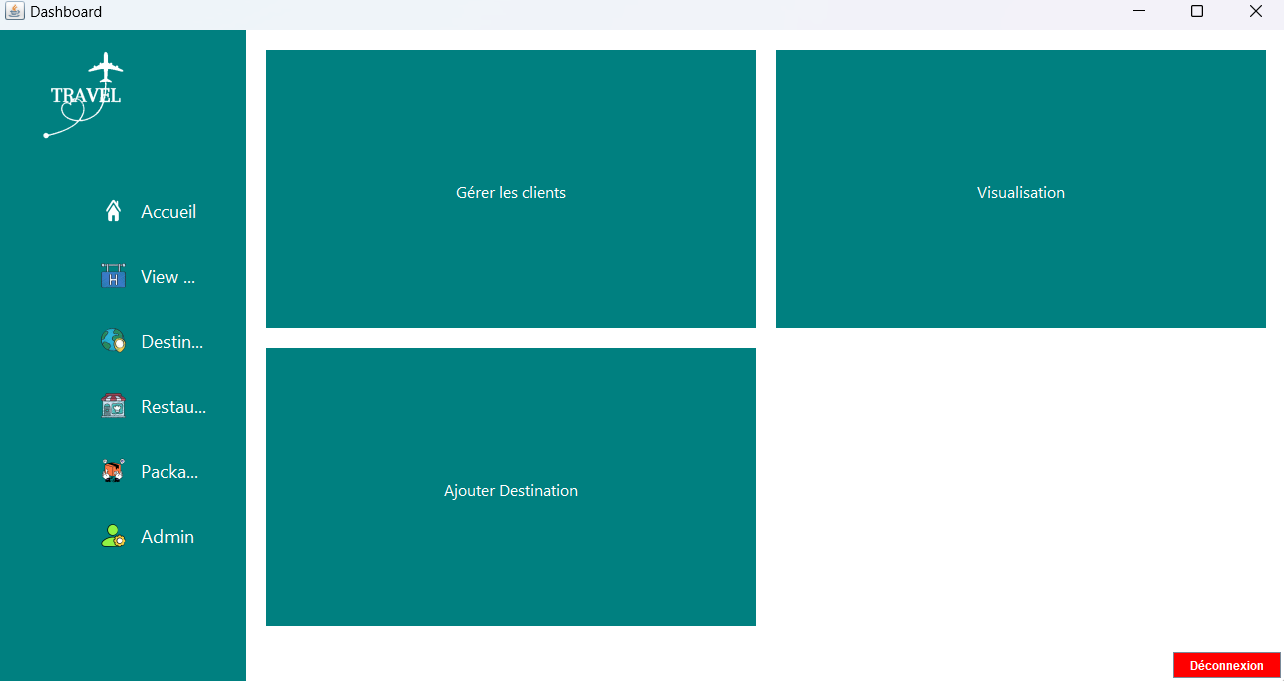 Dashboard
TRAVEL
Accueil
View ...
Destin...
Restau...
Packa...
Admin
Gérer les clients
Visualisation
Ajouter Destination
Déconnexion